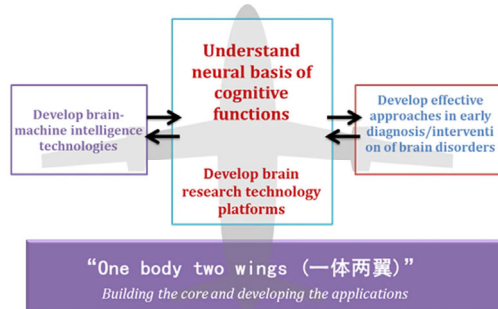 Understand
neural basis of
cognitive
functions
Develop brain
research technology
platforms
Develop brain-
machine intelligence
technologies
Develop effective
approaches in early
diagnosis/interventi
on of brain disorders
“One body two wings (一体两翼)”
Building the core and developing the applications